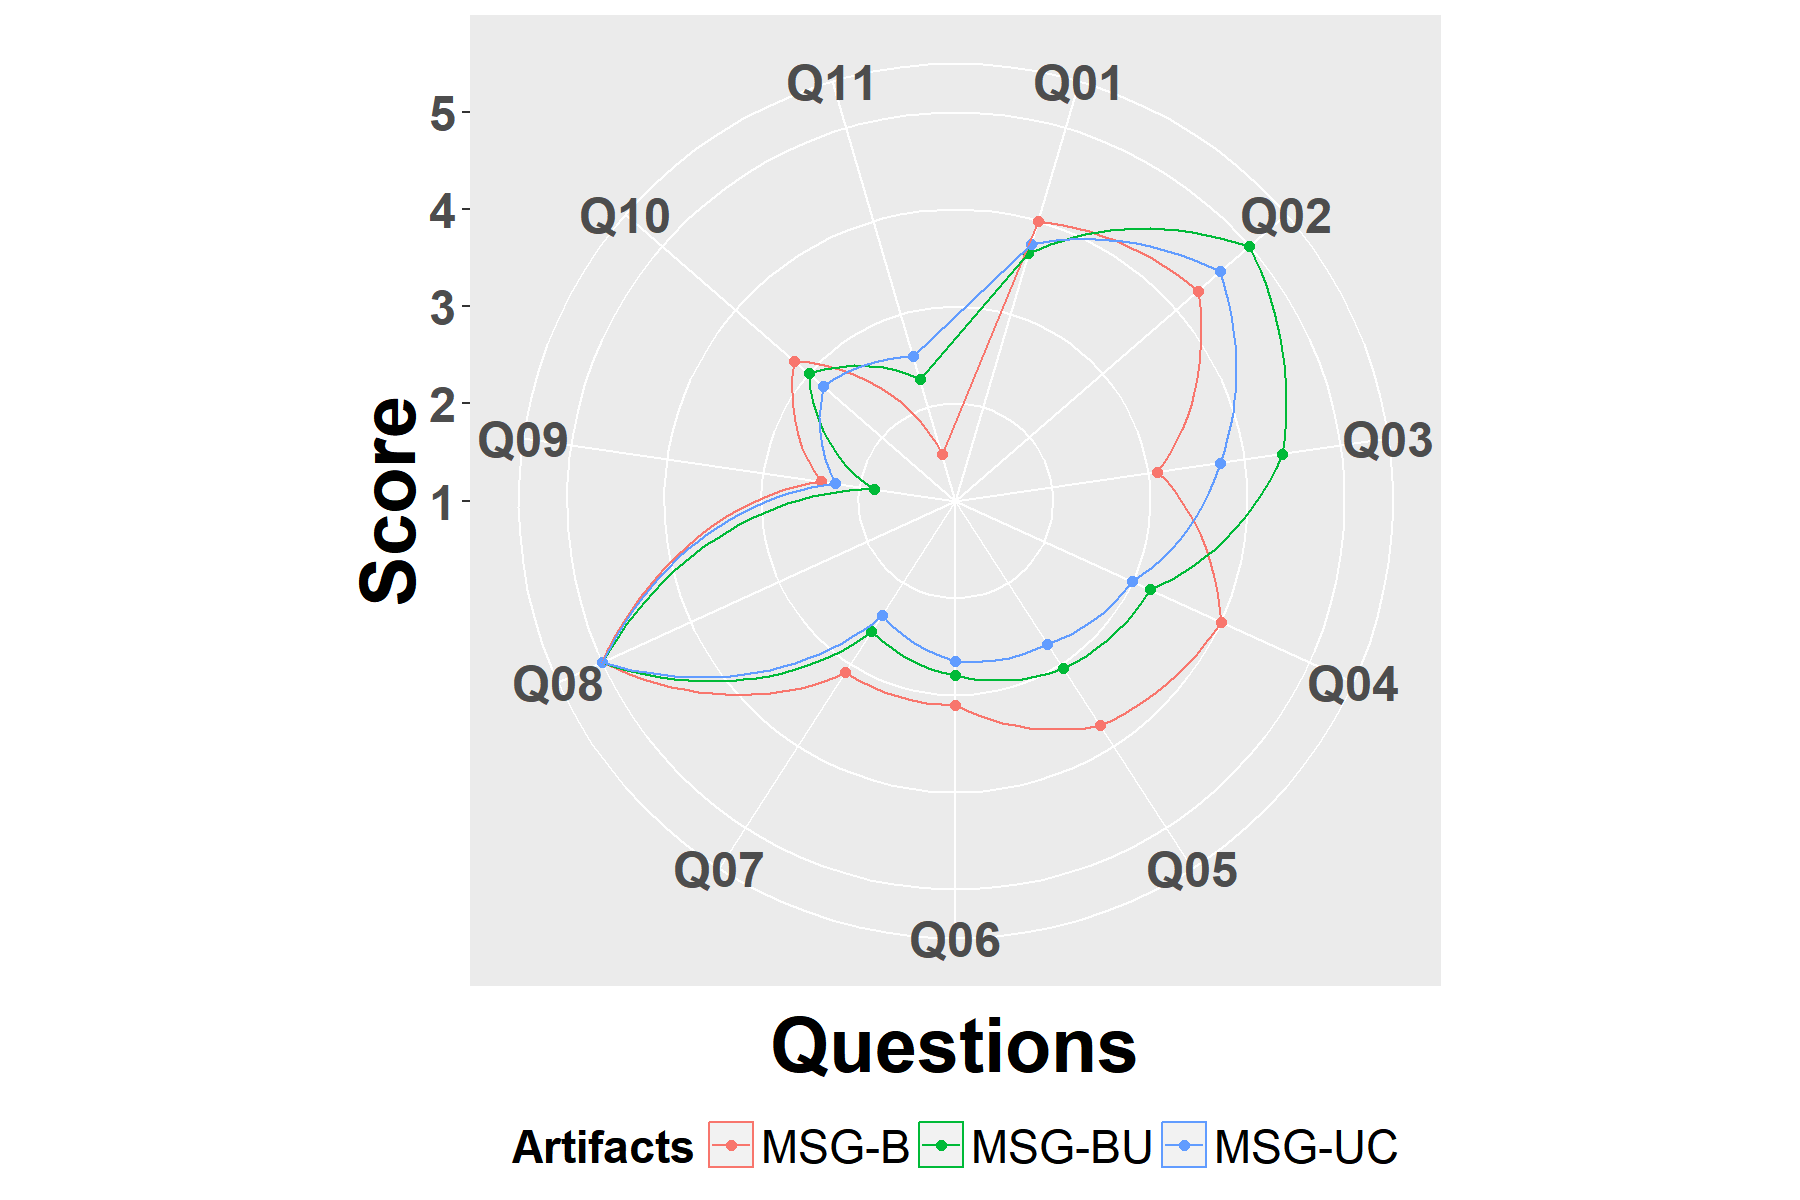 Q11 Q01
5
Q10 Q02
4
3
2
Q09 Q03
1
Score
Q08 Q04
Q07 Q05
Q06
Questions
Artifacts MSG-B MSG-BU MSG-UC